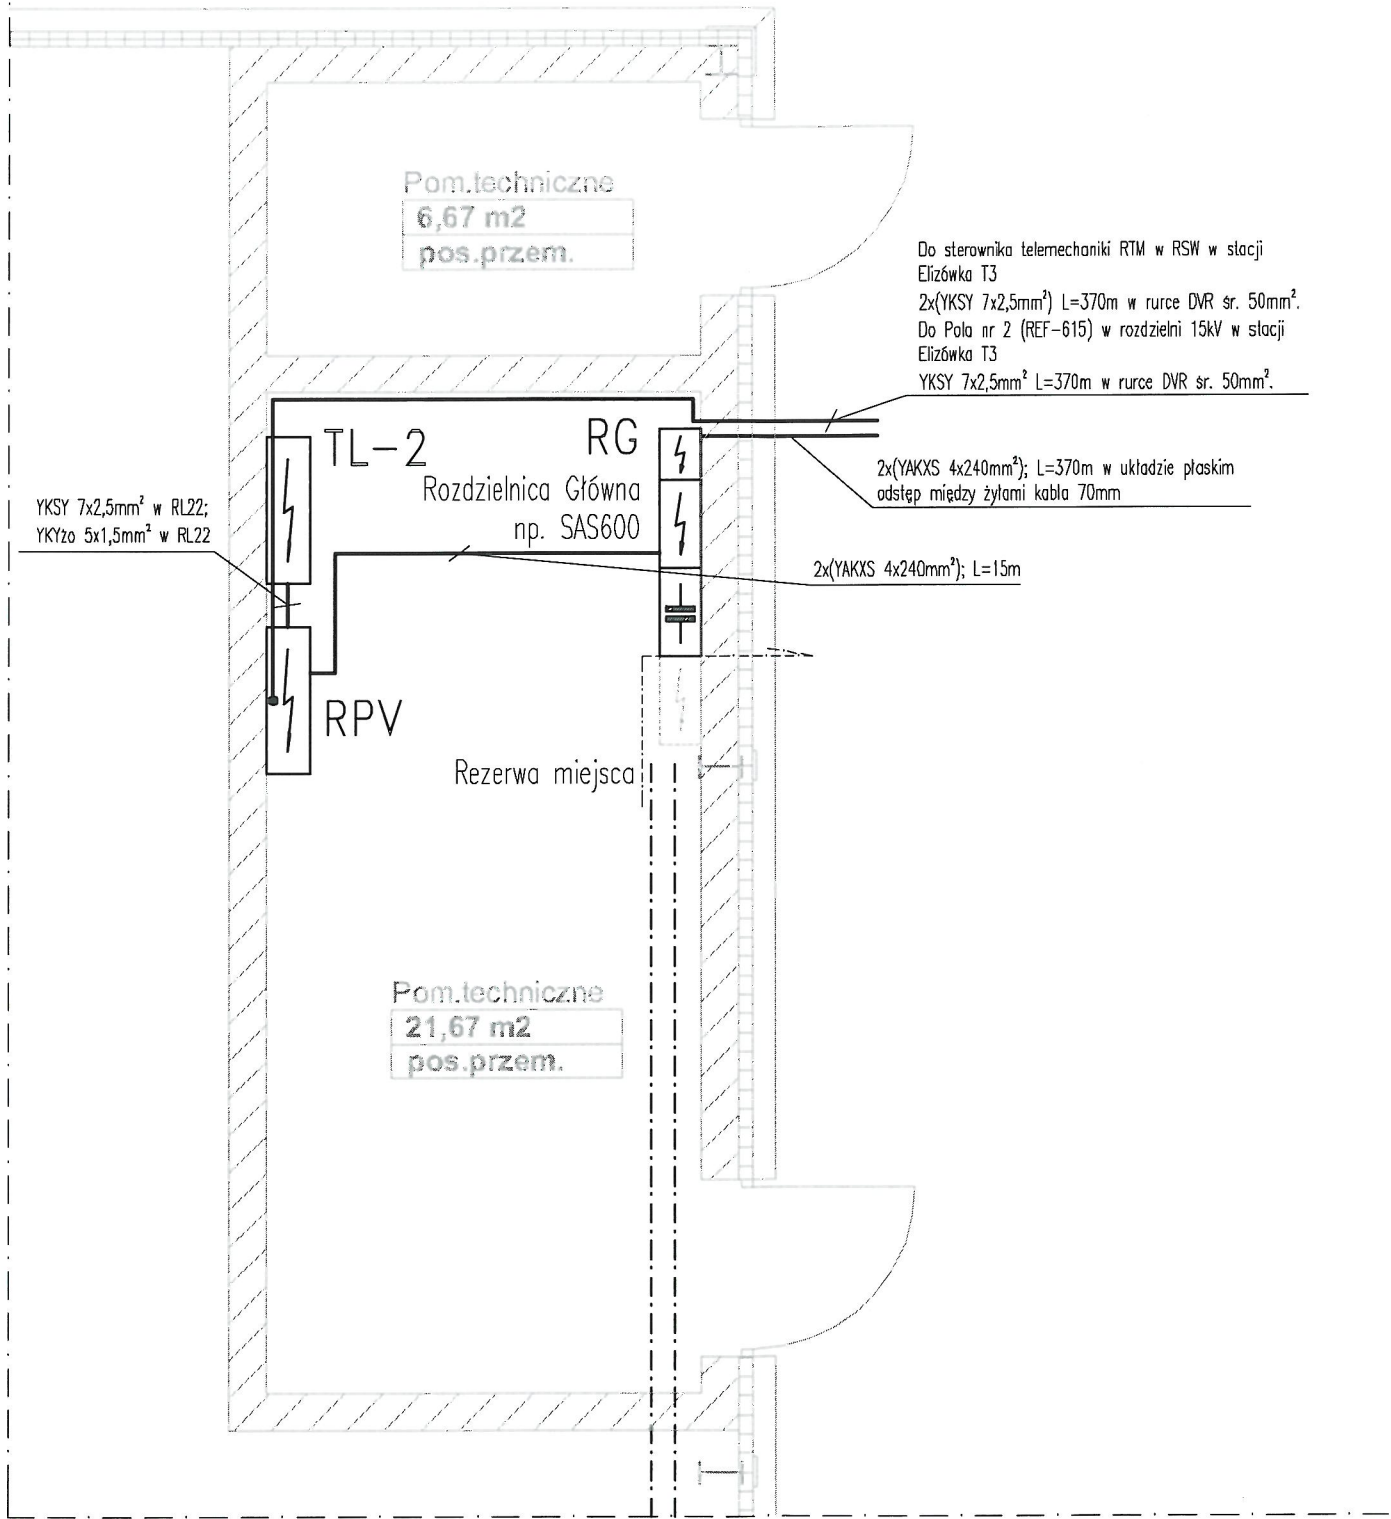 Pom.techniczne
6,67 m2
pos.przem.
Do sterownika telemechaniki RTM w RSW w stacji
Elizówka T3
2x(YKSY 7x2,5mm²) L=370m w rurce DVR śr. 50mm².
Do Pola nr 2 (REF-615) w rozdzielni 15kV w stacji
Elizówka T3
YKSY 7x2,5mm² L=370m w rurce DVR śr. 50mm².
TL-2
RG
Rozdzielnica Główna
np. SAS600
2x(YAKXS 4x240mm²); L=370m w układzie płaskim
odstęp między żyłami kabla 70mm
YKSY 7x2,5mm² w RL22;
YKYżo 5x1,5mm² w RL22
2x(YAKXS 4x240mm²); L=15m
RPV
Rezerwa miejsca
Pom.techniczne
21,67 m2
pos.przem.